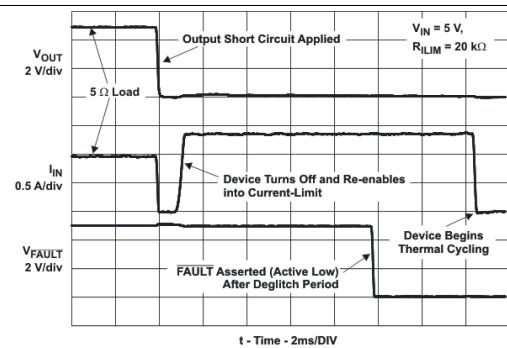 Output Short Circuit Applied
V_IN = 5 V,
R_ILIM = 20 kΩ
V_OUT
2 V/div
5 Ω Load
I_IN
0.5 A/div
Device Turns Off and Re-enables
into Current-Limit
Device Begins
Thermal Cycling
V_F̅A̅U̅L̅T̅
2 V/div
F̅A̅U̅L̅T̅ Asserted (Active Low)
After Deglitch Period
t - Time - 2ms/DIV